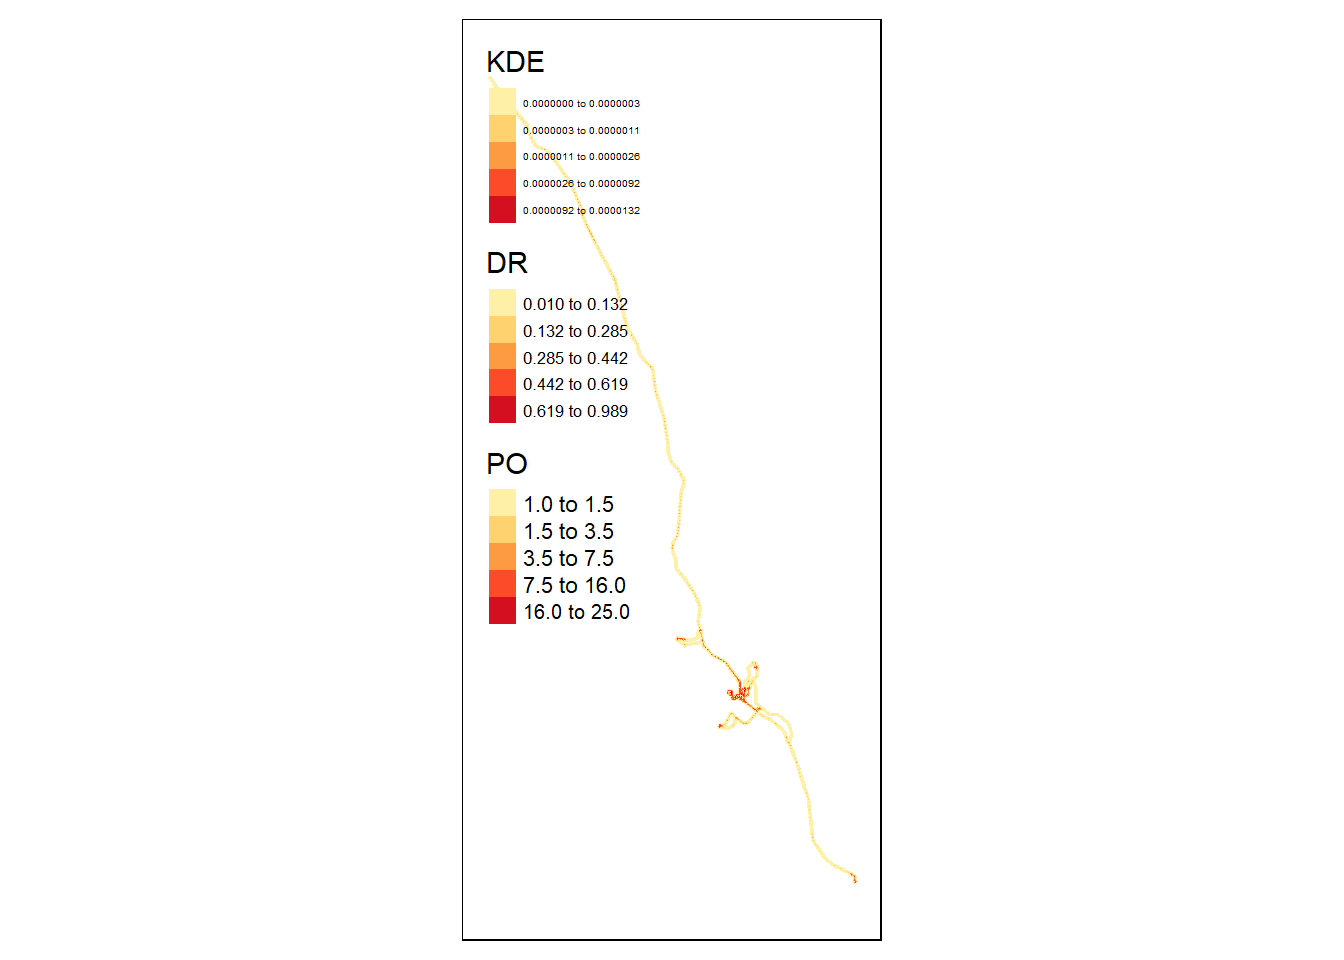 KDE
0.0000000 to 0.0000003
0.0000003 to 0.0000011
0.0000011 to 0.0000026
0.0000026 to 0.0000092
0.0000092 to 0.0000132
DR
0.010 to 0.132
0.132 to 0.285
0.285 to 0.442
0.442 to 0.619
0.619 to 0.989
PO
1.0 to 1.5
1.5 to 3.5
3.5 to 7.5
7.5 to 16.0
16.0 to 25.0